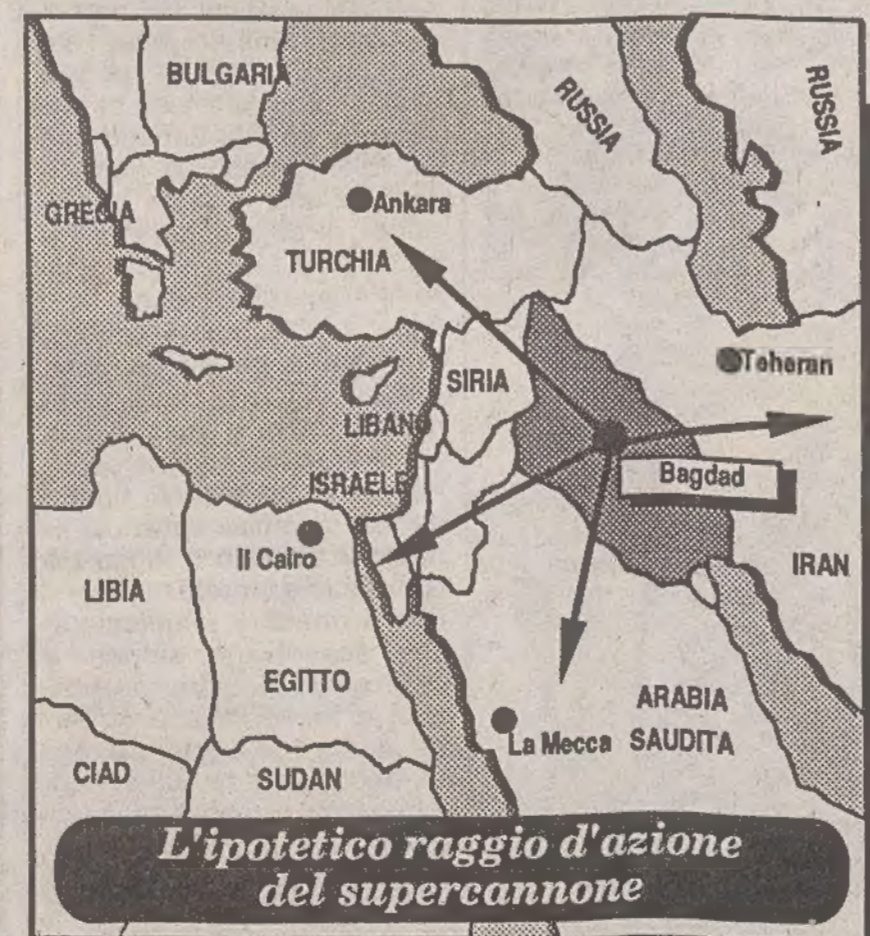 BULGARIA
RUSSIA
RUSSIA
GRECIA
Ankara
TURCHIA
Teheran
SIRIA
LIBANO
Bagdad
ISRAELE
Il Cairo
IRAN
LIBIA
EGITTO
ARABIA
SAUDITA
La Mecca
CIAD
SUDAN
L'ipotetico raggio d'azione
del supercannone